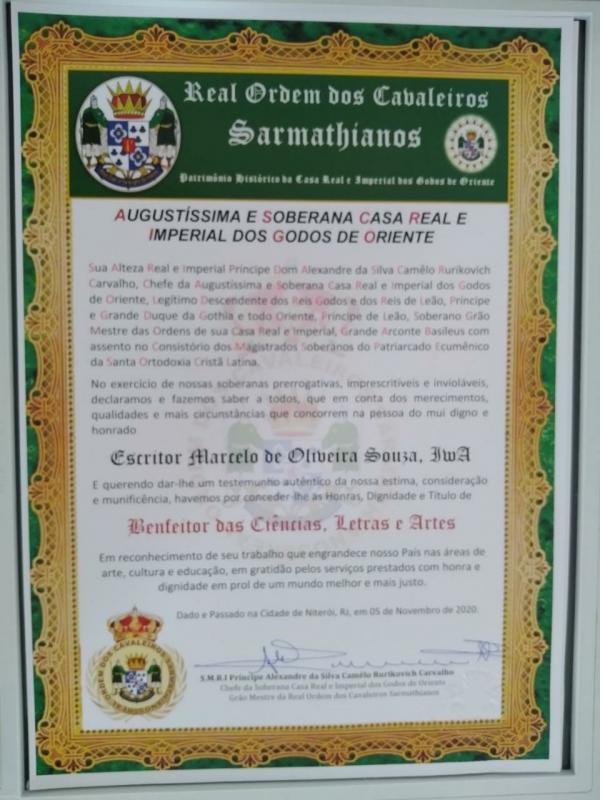 Real Ordem dos Cavaleiros
Sarmathianos
Patrimônio Histórico da Casa Real e Imperial dos Godos de Oriente
AUGUSTÍSSIMA E SOBERANA CASA REAL E
IMPERIAL DOS GODOS DE ORIENTE
Sua Alteza Real e Imperial Príncipe Dom Alexandre da Silva Camêlo Rurikovich
Carvalho, Chefe da Augustíssima e Soberana Casa Real e Imperial dos Godos
de Oriente, Legítimo Descendente dos Reis Godos e dos Reis de Leão, Príncipe
e Grande Duque da Gothia e todo Oriente, Príncipe de Leão, Soberano Grão
Mestre das Ordens de sua Casa Real e Imperial, Grande Arconte Basileus com
assento no Consistório dos Magistrados Soberanos do Patriarcado Ecumênico
da Santa Ortodoxia Cristã Latina.
No exercício de nossas soberanas prerrogativas, imprescritíveis e invioláveis,
declaramos e fazemos saber a todos, que em conta dos merecimentos,
qualidades e mais circunstâncias que concorrem na pessoa do mui digno e
honrado
Escritor Marcelo de Oliveira Souza, IwA
E querendo dar-lhe um testemunho autêntico da nossa estima, consideração
e munificência, havemos por conceder-lhe as Honras, Dignidade e Título de
Benfeitor das Ciências, Letras e Artes
Em reconhecimento de seu trabalho que engrandece nosso País nas áreas de
arte, cultura e educação, em gratidão pelos serviços prestados com honra e
dignidade em prol de um mundo melhor e mais justo.
Dado e Passado na Cidade de Niterói, RJ, em 05 de Novembro de 2020.
S.M.R.I Príncipe Alexandre da Silva Camêlo Rurikovich Carvalho
Chefe da Soberana Casa Real e Imperial dos Godos de Oriente
Grão Mestre da Real Ordem dos Cavaleiros Sarmathianos